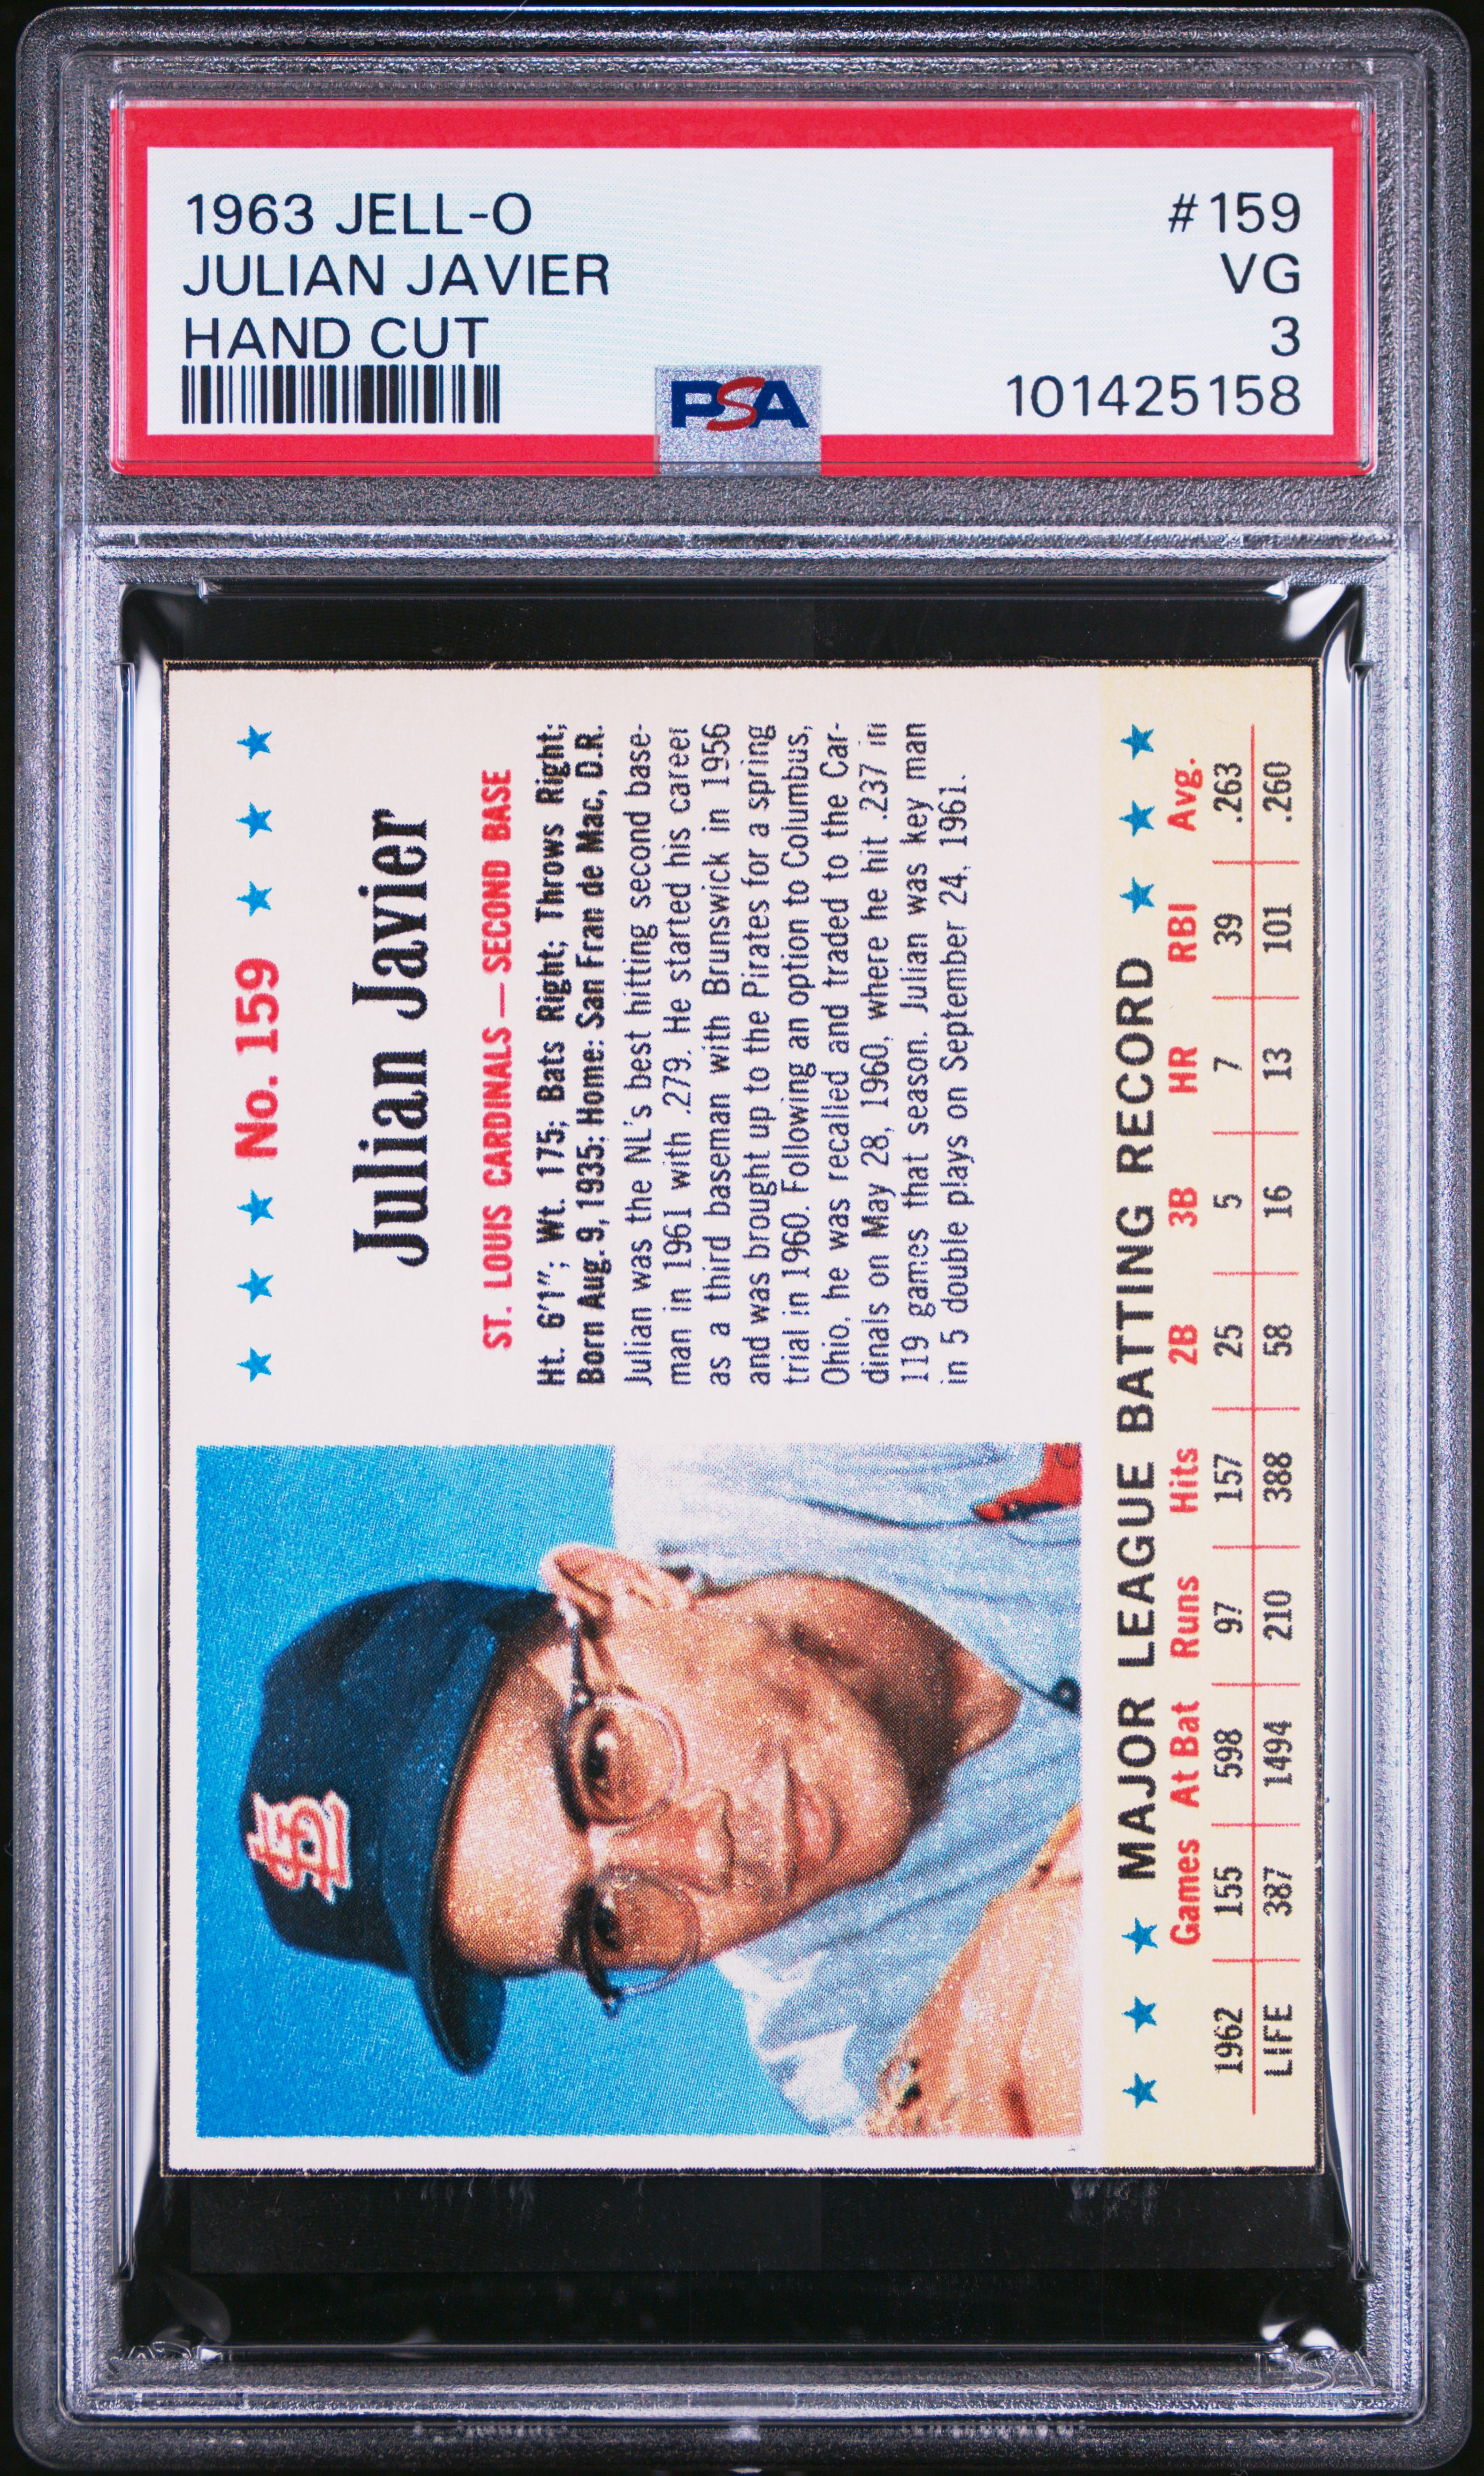 1963 JELL-O #159
JULIAN JAVIER VG
HAND CUT 3
PSA 101425158
No. 159
Julian Javier
ST. LOUIS CARDINALS — SECOND BASE
Ht. 6'1"; Wt. 175; Bats Right; Throws Right;
Born Aug. 9, 1935; Home: San Fran de Mac, D.R.
Julian was the NL's best hitting second base-
man in 1961 with .279. He started his career
as a third baseman with Brunswick in 1956
and was brought up to the Pirates for a spring
trial in 1960. Following an option to Columbus,
Ohio, he was recalled and traded to the Car-
dinals on May 28, 1960, where he hit .237 in
119 games that season. Julian was key man
in 5 double plays on September 24, 1961.
StL
MAJOR LEAGUE BATTING RECORD
Games At Bat Runs Hits 2B 3B HR RBI Avg.
1962 155 598 97 157 25 5 7 39 .263
LIFE 387 1494 210 388 58 16 13 101 .260
PSA